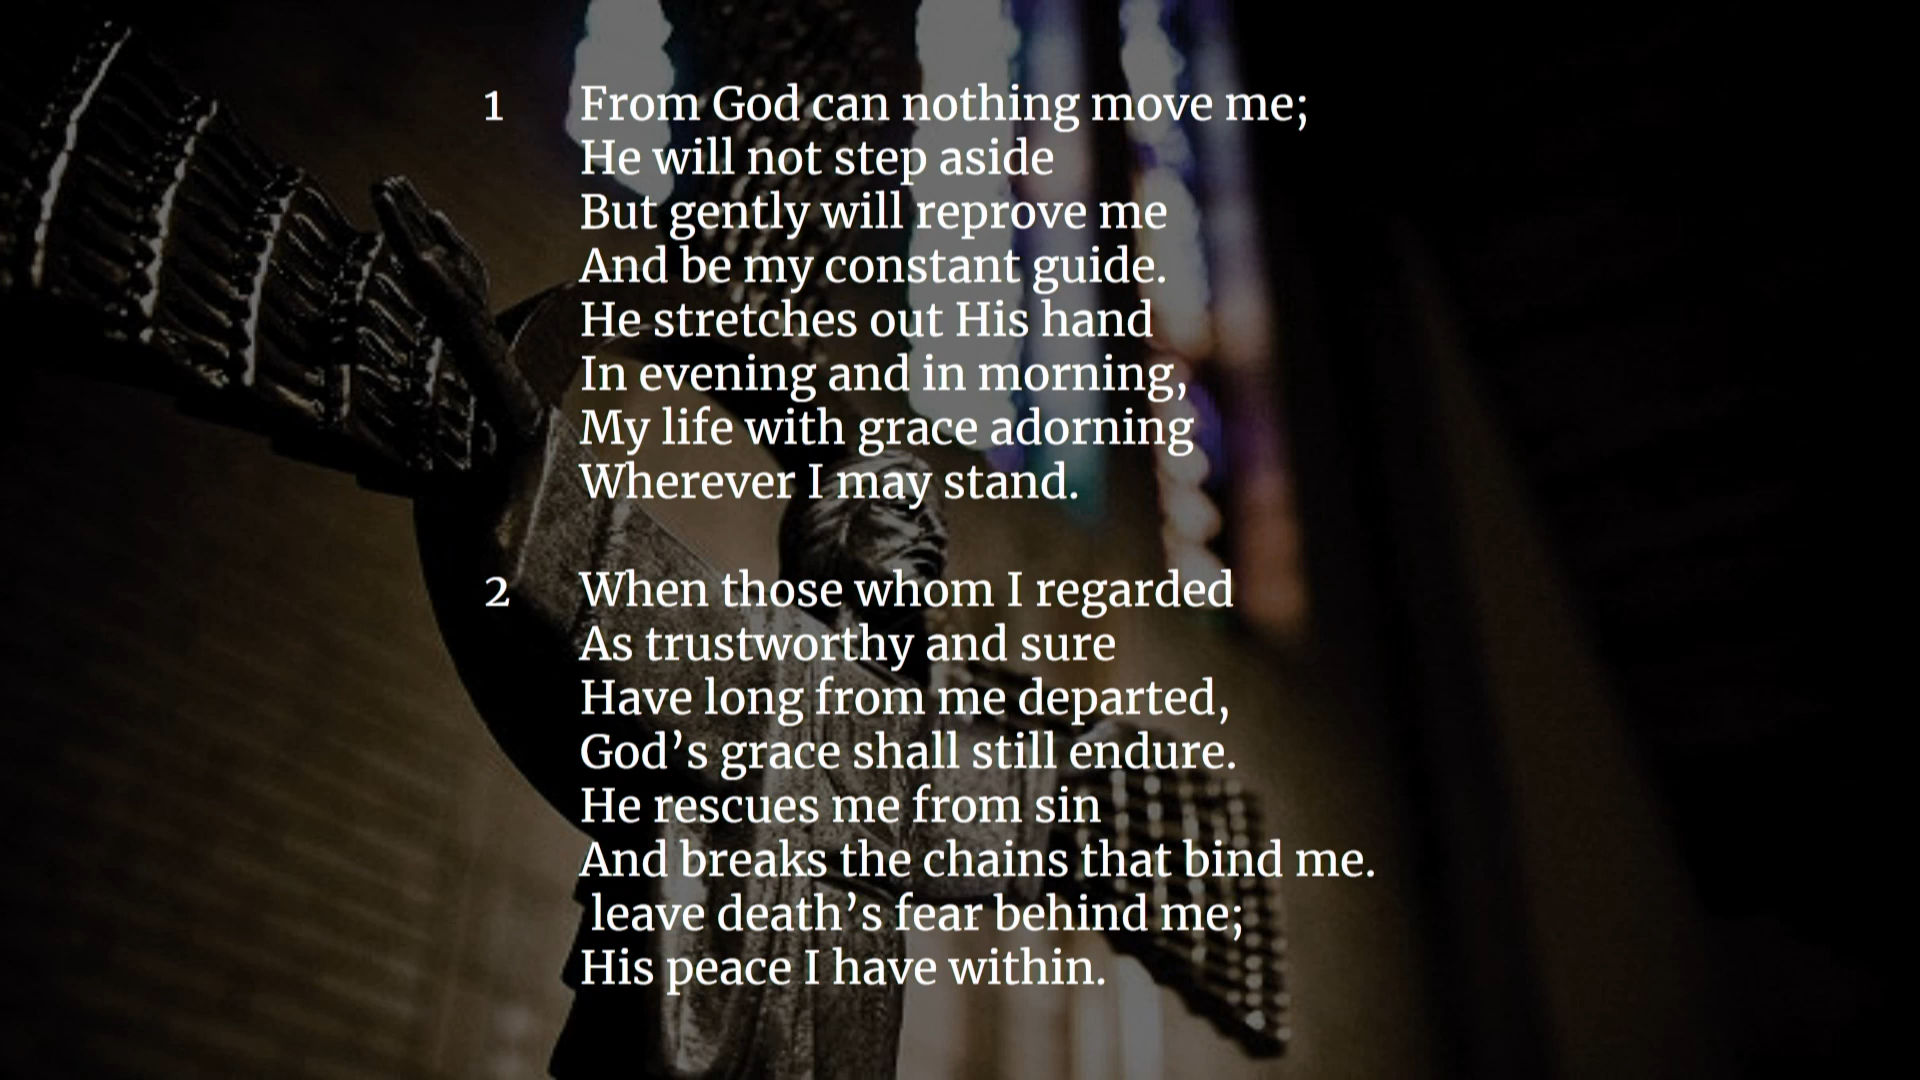 1 From God can nothing move me;
He will not step aside
But gently will reprove me
And be my constant guide.
He stretches out His hand
In evening and in morning,
My life with grace adorning
Wherever I may stand.
2 When those whom I regarded
As trustworthy and sure
Have long from me departed,
God’s grace shall still endure.
He rescues me from sin
And breaks the chains that bind me.
leave death’s fear behind me;
His peace I have within.